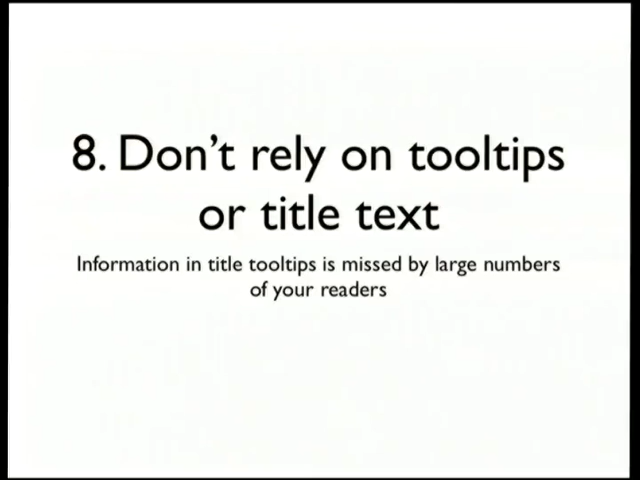 8. Don’t rely on tooltips
or title text
Information in title tooltips is missed by large numbers
of your readers